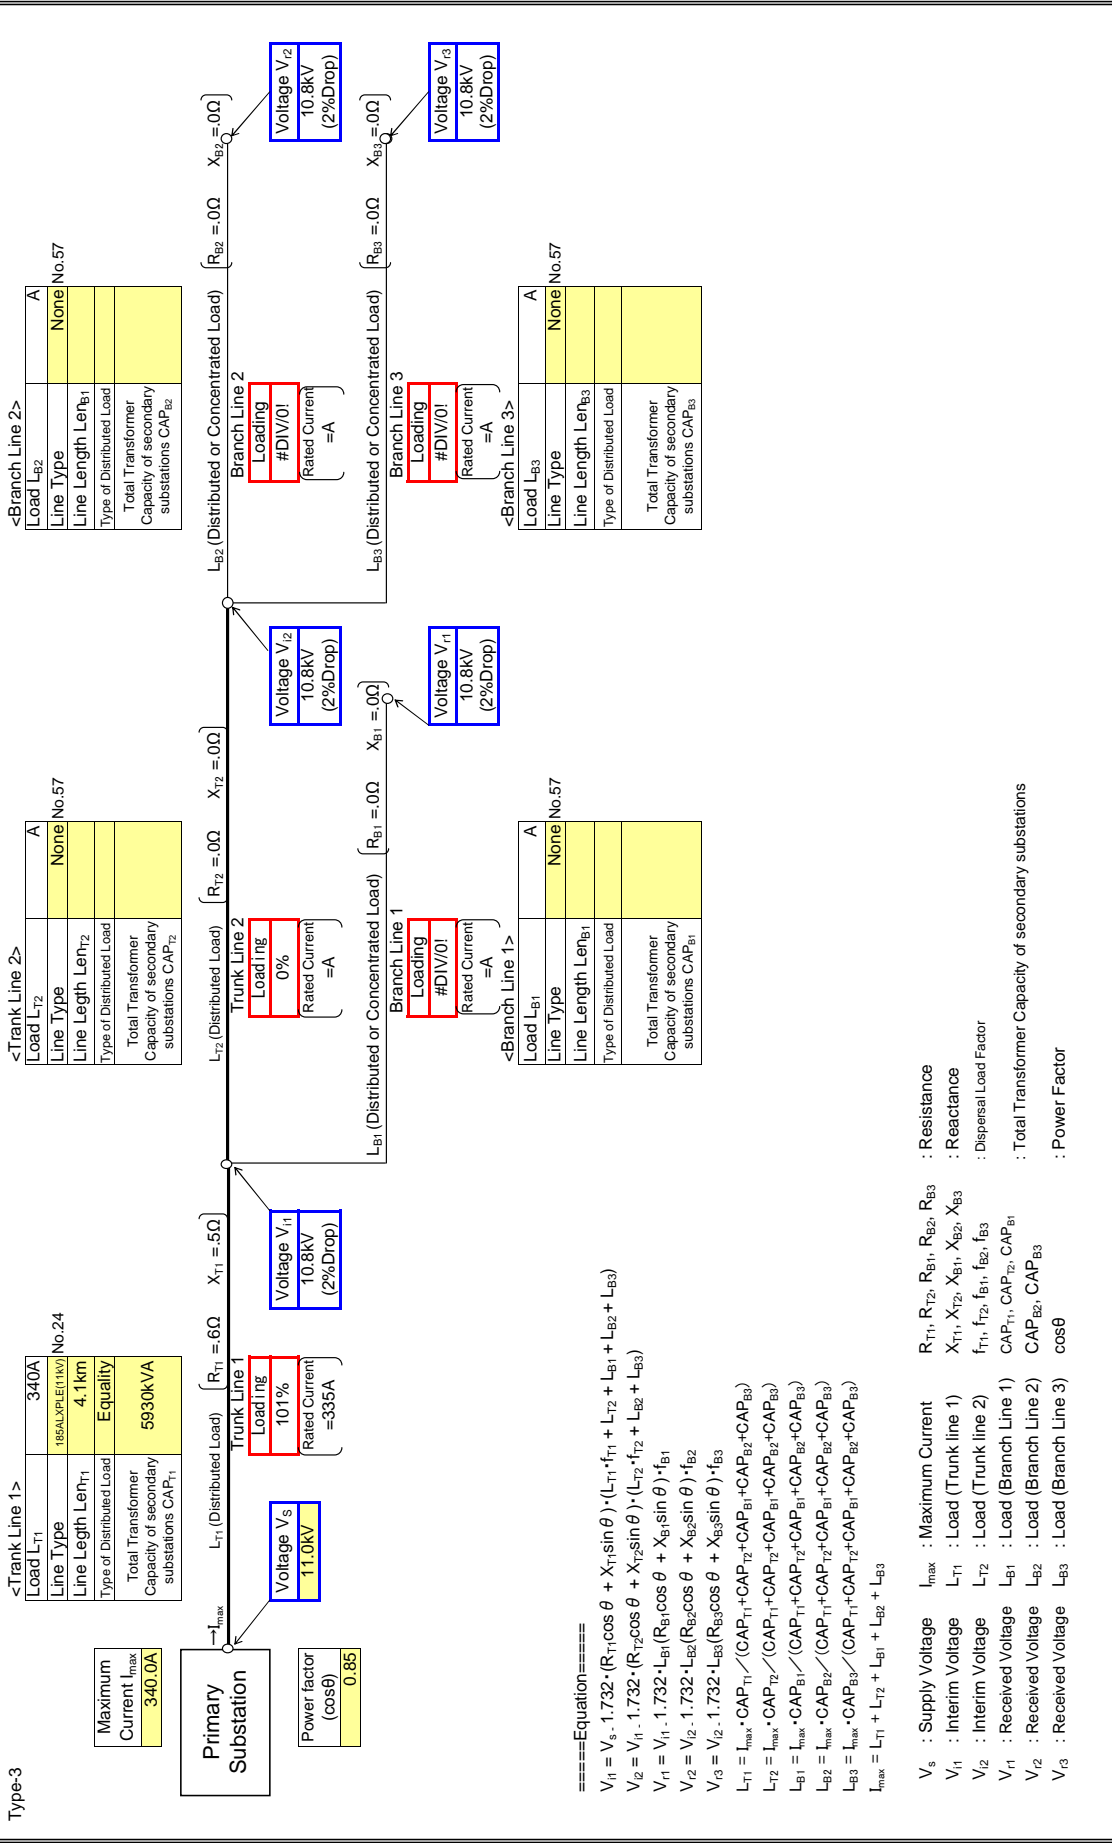 Type-3
<Trank Line 1>
Load LT1 340A
Line Type 185ALXPLE(11kV) No.24
Line Legth LenT1 4.1km
Type of Distributed Load Equality
Total Transformer
Capacity of secondary
substations CAPT1
5930kVA
<Trank Line 2>
Load LT2 A
Line Type None No.57
Line Length LenT2
Type of Distributed Load
Total Transformer
Capacity of secondary
substations CAPT2
<Branch Line 2>
Load LB2 A
Line Type None No.57
Line Length LenB1
Type of Distributed Load
Total Transformer
Capacity of secondary
substations CAPB2
Maximum
Current Imax
340.0A
Primary
Substation
→Imax
Power factor
(cosθ)
0.85
Voltage VS
11.0kV
LT1 (Distributed Load) RT1 =.6Ω XT1 =.5Ω
Trunk Line 1
Loading
101%
Rated Current
=335A
Voltage Vi1
10.8kV
(2%Drop)
LT2 (Distributed Load) RT2 =.0Ω XT2 =.0Ω
Trunk Line 2
Loading
0%
Rated Current
=A
Voltage Vi2
10.8kV
(2%Drop)
LB2 (Distributed or Concentrated Load) RB2 =.0Ω XB2 =.0Ω
Branch Line 2
Loading
#DIV/0!
Rated Current
=A
Voltage Vr2
10.8kV
(2%Drop)
LB1 (Distributed or Concentrated Load) RB1 =.0Ω XB1 =.0Ω
Branch Line 1
Loading
#DIV/0!
Rated Current
=A
Voltage Vr1
10.8kV
(2%Drop)
LB3 (Distributed or Concentrated Load) RB3 =.0Ω XB3 =.0Ω
Branch Line 3
Loading
#DIV/0!
Rated Current
=A
Voltage Vr3
10.8kV
(2%Drop)
<Branch Line 1>
Load LB1 A
Line Type None No.57
Line Length LenB1
Type of Distributed Load
Total Transformer
Capacity of secondary
substations CAPB1
<Branch Line 3>
Load LB3 A
Line Type None No.57
Line Length LenB3
Type of Distributed Load
Total Transformer
Capacity of secondary
substations CAPB3
=====Equation=====
Vi1 = Vs - 1.732・(RT1cos θ + XT1sin θ)・(LT1・fT1 + LT2 + LB1 + LB2 + LB3)
Vi2 = Vi1 - 1.732・(RT2cos θ + XT2sin θ)・(LT2・fT2 + LB2 + LB3)
Vr1 = Vi1 - 1.732・LB1(RB1cos θ + XB1sin θ)・fB1
Vr2 = Vi2 - 1.732・LB2(RB2cos θ + XB2sin θ)・fB2
Vr3 = Vi2 - 1.732・LB3(RB3cos θ + XB3sin θ)・fB3
LT1 = Imax・CAPT1／(CAPT1+CAPT2+CAPB1+CAPB2+CAPB3)
LT2 = Imax・CAPT2／(CAPT1+CAPT2+CAPB1+CAPB2+CAPB3)
LB1 = Imax・CAPB1／(CAPT1+CAPT2+CAPB1+CAPB2+CAPB3)
LB2 = Imax・CAPB2／(CAPT1+CAPT2+CAPB1+CAPB2+CAPB3)
LB3 = Imax・CAPB3／(CAPT1+CAPT2+CAPB1+CAPB2+CAPB3)
Imax = LT1 + LT2 + LB1 + LB2 + LB3
Vs : Supply Voltage Imax : Maximum Current RT1, RT2, RB1, RB2, RB3 : Resistance
Vi1 : Interim Voltage LT1 : Load (Trunk line 1) XT1, XT2, XB1, XB2, XB3 : Reactance
Vi2 : Interim Voltage LT2 : Load (Trunk line 2) fT1, fT2, fB1, fB2, fB3 : Dispersal Load Factor
Vr1 : Received Voltage LB1 : Load (Branch Line 1) CAPT1, CAPT2, CAPB1 : Total Transformer Capacity of secondary substations
Vr2 : Received Voltage LB2 : Load (Branch Line 2) CAPB2, CAPB3
Vr3 : Received Voltage LB3 : Load (Branch Line 3) cosθ : Power Factor